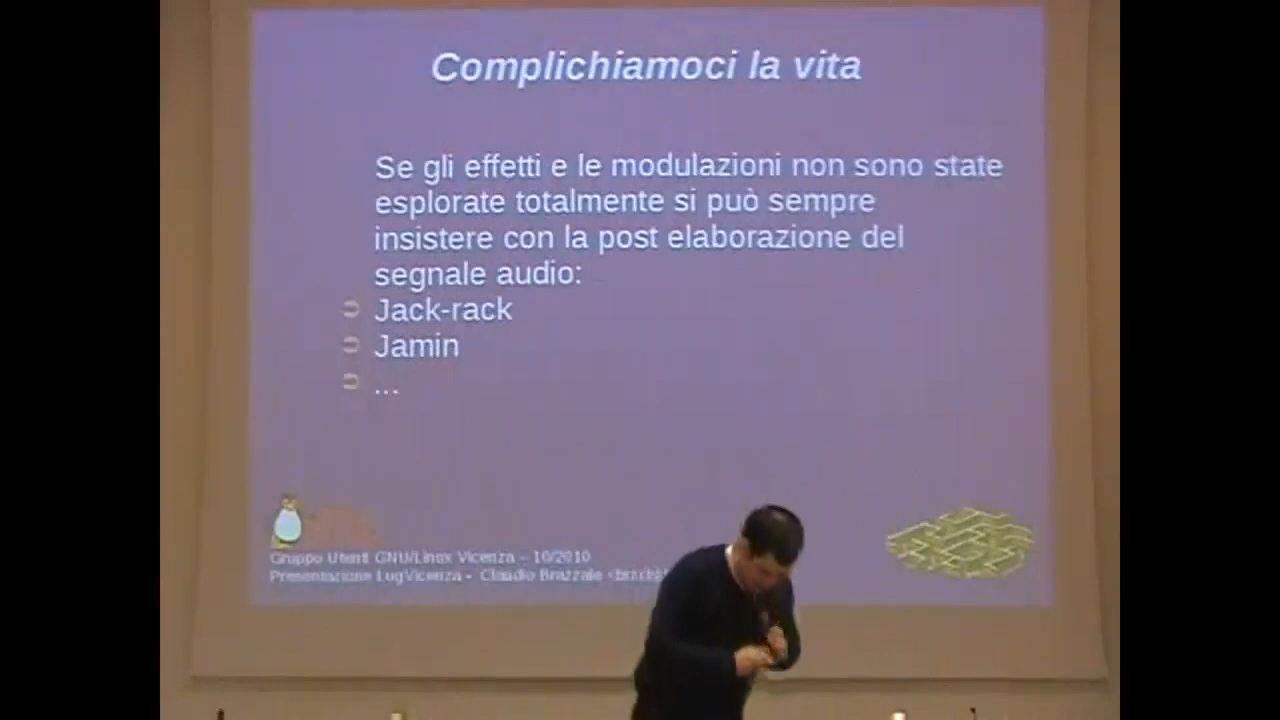 Complichiamoci la vita
Se gli effetti e le modulazioni non sono state
esplorate totalmente si può sempre
insistere con la post elaborazione del
segnale audio:
Jack-rack
Jamin
...
Gruppo Utenti GNU/Linux Vicenza - 10/2010
Presentazione LugVicenza - Claudio Brazzale